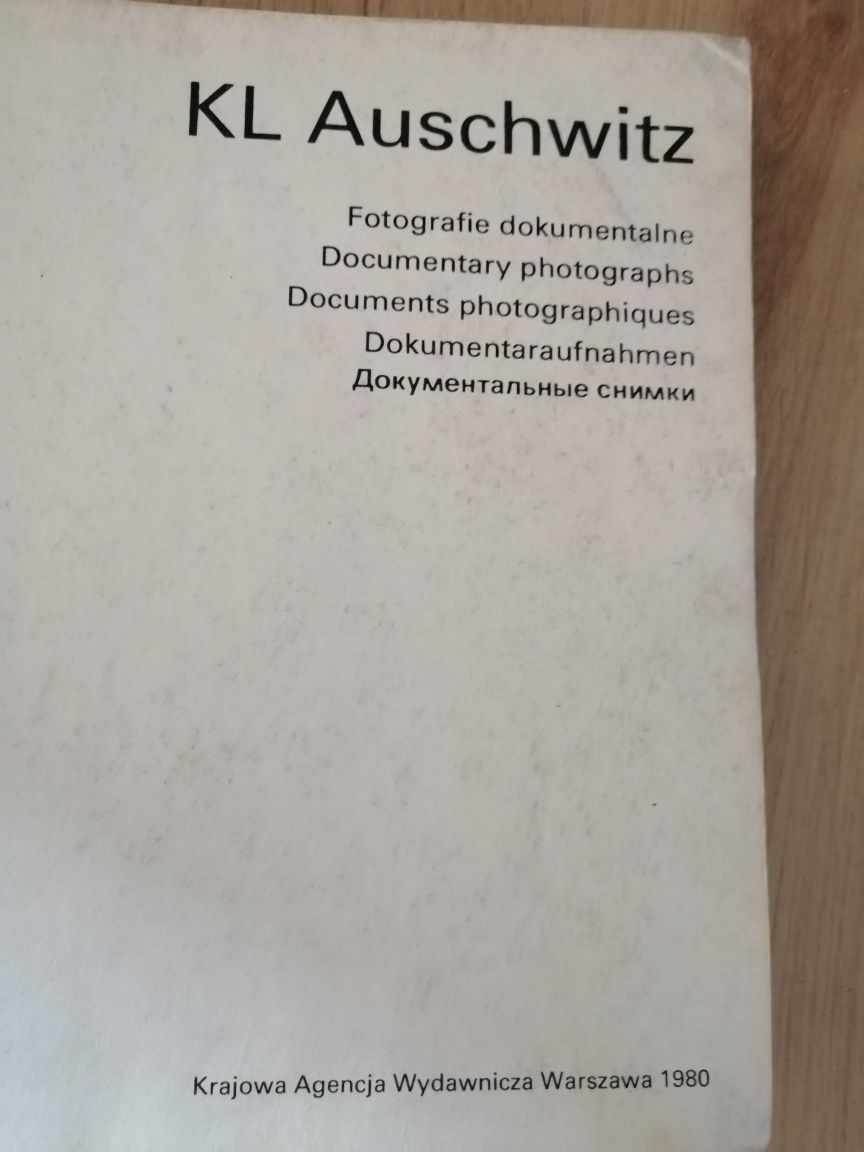 KL Auschwitz
Fotografie dokumentalne
Documentary photographs
Documents photographiques
Dokumentaraufnahmen
Документальные снимки
Krajowa Agencja Wydawnicza Warszawa 1980